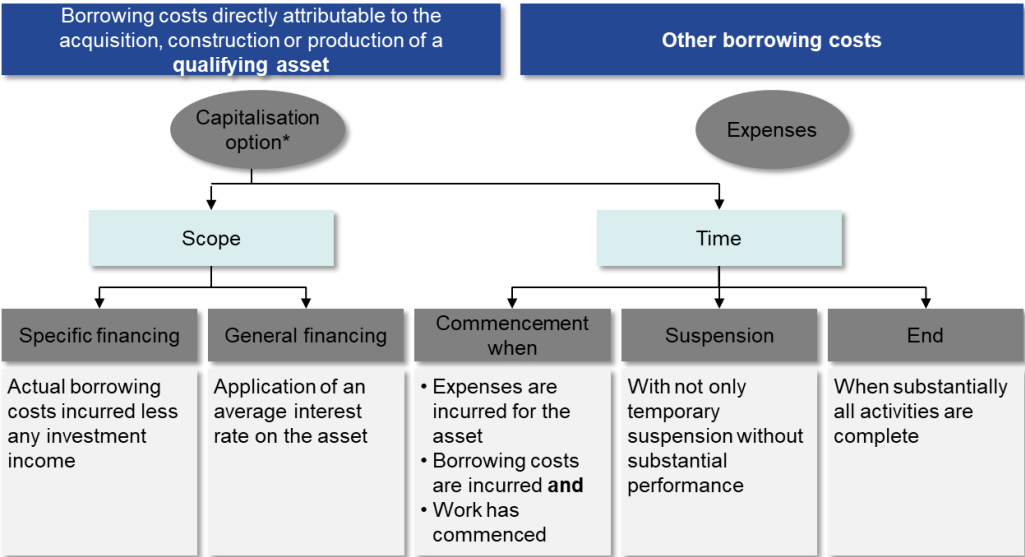 Borrowing costs directly attributable to the
acquisition, construction or production of a
qualifying asset
Other borrowing costs
Capitalisation
option*
Expenses
Scope
Time
Specific financing
General financing
Commencement
when
Suspension
End
Actual borrowing
costs incurred less
any investment
income
Application of an
average interest
rate on the asset
• Expenses are
incurred for the
asset
• Borrowing costs
are incurred and
• Work has
commenced
With not only
temporary
suspension without
substantial
performance
When substantially
all activities are
complete